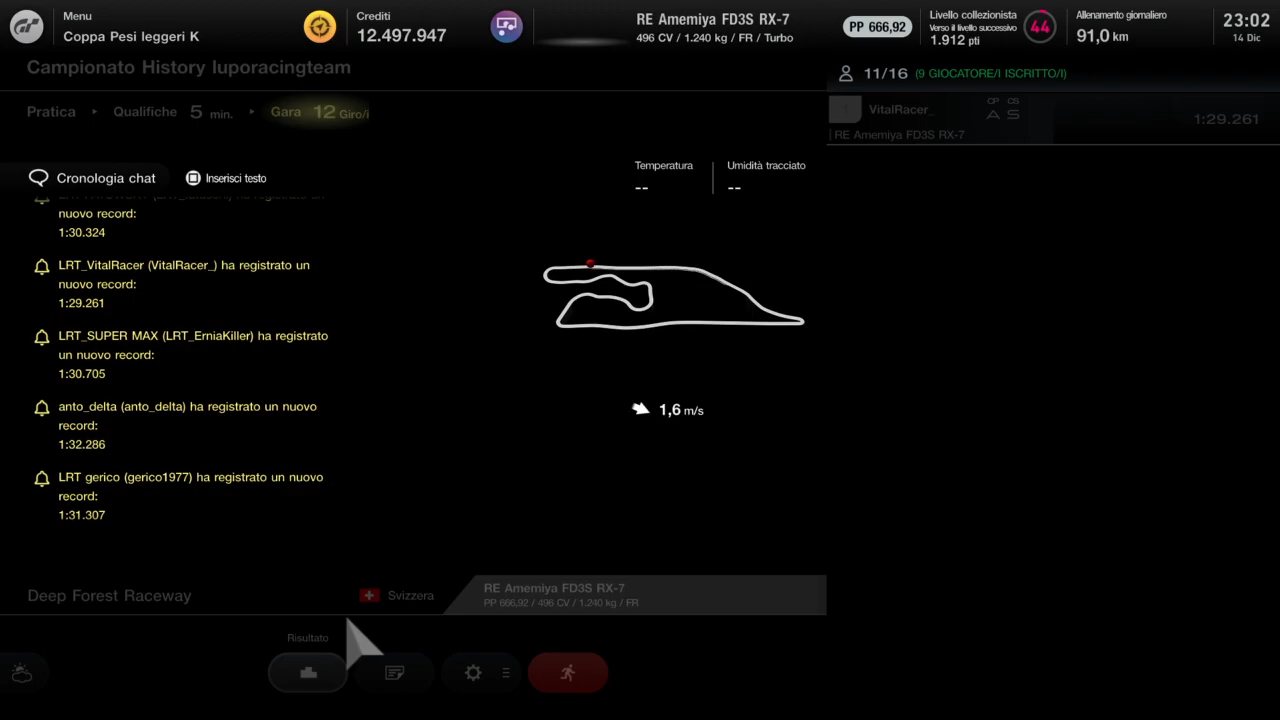 Menu
Coppa Pesi leggeri K
Crediti
12.497.947
RE Amemiya FD3S RX-7
496 CV / 1.240 kg / FR / Turbo
PP 666,92
Livello collezionista
Verso il livello successivo
1.912 pti
44
Allenamento giornaliero
91,0 km
23:02
14 Dic
Campionato History luporacingteam
11/16 (9 GIOCATORE/I ISCRITTO/I)
Pratica Qualifiche 5 min. Gara 12 Giro/i
1 VitalRacer_ CP A CS S 1:29.261
RE Amemiya FD3S RX-7
Cronologia chat Inserisci testo
Temperatura
--
Umidità tracciato
--
ha registrato un
nuovo record:
1:30.324
LRT_VitalRacer (VitalRacer_) ha registrato un
nuovo record:
1:29.261
LRT_SUPER MAX (LRT_ErniaKiller) ha registrato
un nuovo record:
1:30.705
anto_delta (anto_delta) ha registrato un nuovo
record:
1:32.286
LRT gerico (gerico1977) ha registrato un nuovo
record:
1:31.307
1,6 m/s
Deep Forest Raceway
Svizzera
RE Amemiya FD3S RX-7
PP 666,92 / 496 CV / 1.240 kg / FR
Risultato